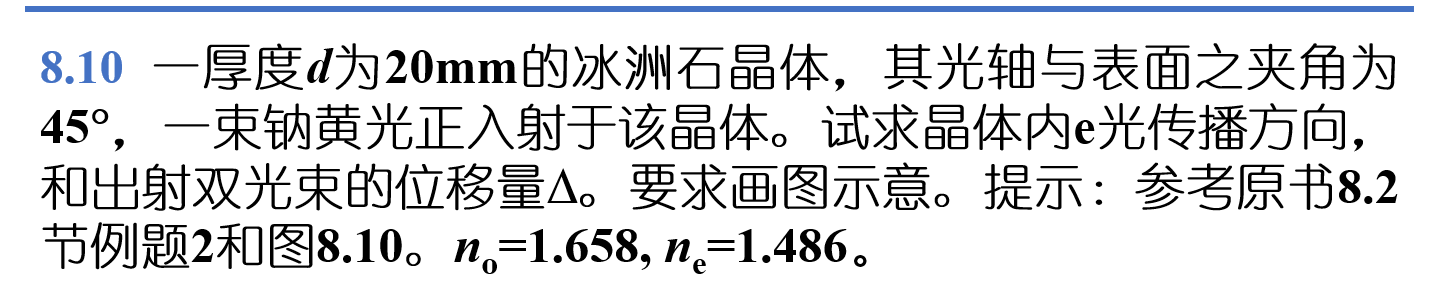 8.10 一厚度d为20mm的冰洲石晶体，其光轴与表面之夹角为
45°，一束钠黄光正入射于该晶体。试求晶体内e光传播方向，
和出射双光束的位移量Δ。要求画图示意。提示：参考原书8.2
节例题2和图8.10。no=1.658, ne=1.486。